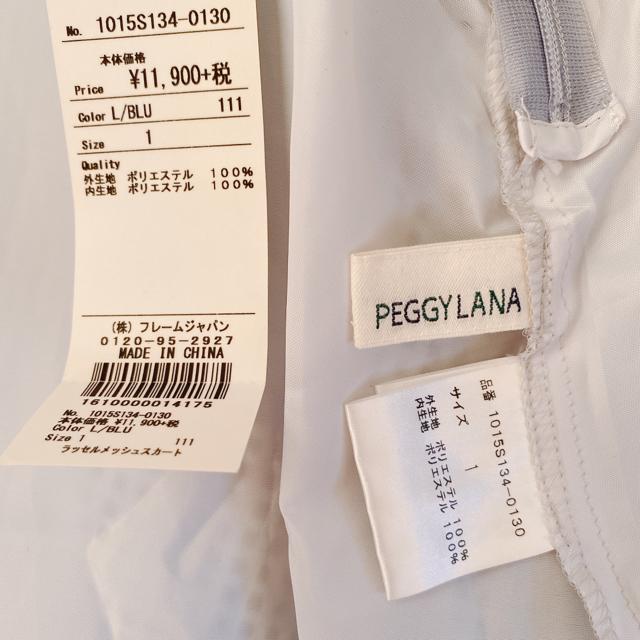 No. 1015S134-0130
本体価格
Price ¥11,900+税
Color L/BLU 111
Size 1
Quality
外生地 ポリエステル 100%
内生地 ポリエステル 100%
(株) フレームジャパン
0120-95-2927
MADE IN CHINA
1610000014175
No. 1015S134-0130
本体価格 ¥11,900+税
Color L/BLU 111
Size 1
ラッセルメッシュスカート
PEGGY LANA
品番 1015S134-0130
サイズ 1
外生地 ポリエステル 100%
内生地 ポリエステル 100%